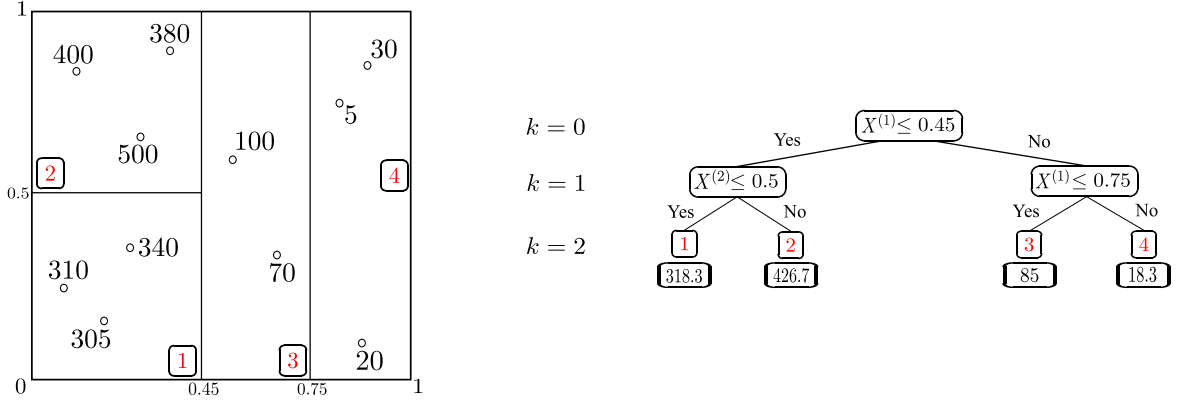 1
400
380
30
5
100
500
2
4
0.5
340
310
70
305
1
3
20
0
0.45
0.75
1
k = 0
k = 1
k = 2
X⁽¹⁾≤ 0.45
Yes
No
X⁽²⁾≤ 0.5
X⁽¹⁾≤ 0.75
Yes
No
Yes
No
1
2
3
4
318.3
426.7
85
18.3